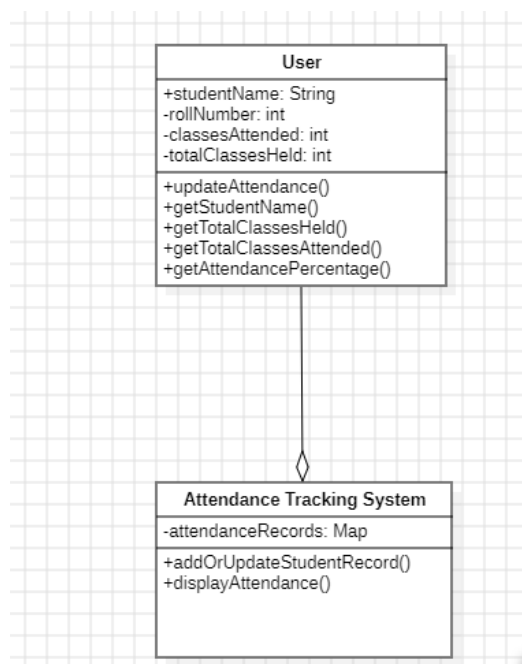 User
+studentName: String
-rollNumber: int
-classesAttended: int
-totalClassesHeld: int
+updateAttendance()
+getStudentName()
+getTotalClassesHeld()
+getTotalClassesAttended()
+getAttendancePercentage()
Attendance Tracking System
-attendanceRecords: Map
+addOrUpdateStudentRecord()
+displayAttendance()